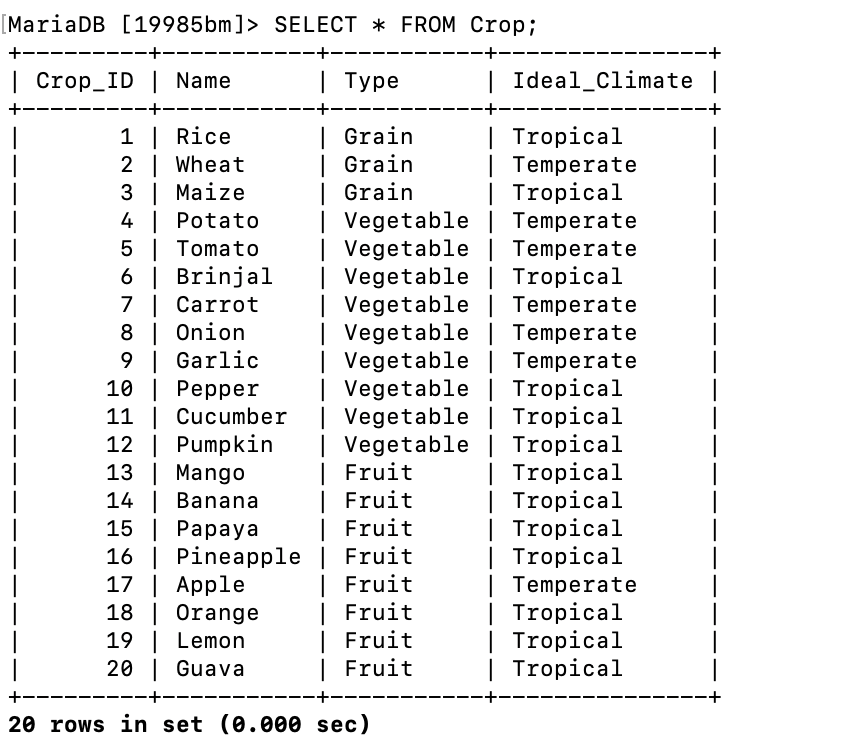 [MariaDB [19985bm]> SELECT * FROM Crop;
+----------+------------+------------+----------------+
| Crop_ID | Name       | Type       | Ideal_Climate |
+----------+------------+------------+----------------+
|       1 | Rice       | Grain      | Tropical      |
|       2 | Wheat      | Grain      | Temperate     |
|       3 | Maize      | Grain      | Tropical      |
|       4 | Potato     | Vegetable  | Temperate     |
|       5 | Tomato     | Vegetable  | Temperate     |
|       6 | Brinjal    | Vegetable  | Tropical      |
|       7 | Carrot     | Vegetable  | Temperate     |
|       8 | Onion      | Vegetable  | Temperate     |
|       9 | Garlic     | Vegetable  | Temperate     |
|      10 | Pepper     | Vegetable  | Tropical      |
|      11 | Cucumber   | Vegetable  | Tropical      |
|      12 | Pumpkin    | Vegetable  | Tropical      |
|      13 | Mango      | Fruit      | Tropical      |
|      14 | Banana     | Fruit      | Tropical      |
|      15 | Papaya     | Fruit      | Tropical      |
|      16 | Pineapple  | Fruit      | Tropical      |
|      17 | Apple      | Fruit      | Temperate     |
|      18 | Orange     | Fruit      | Tropical      |
|      19 | Lemon      | Fruit      | Tropical      |
|      20 | Guava      | Fruit      | Tropical      |
+----------+------------+------------+----------------+
20 rows in set (0.000 sec)